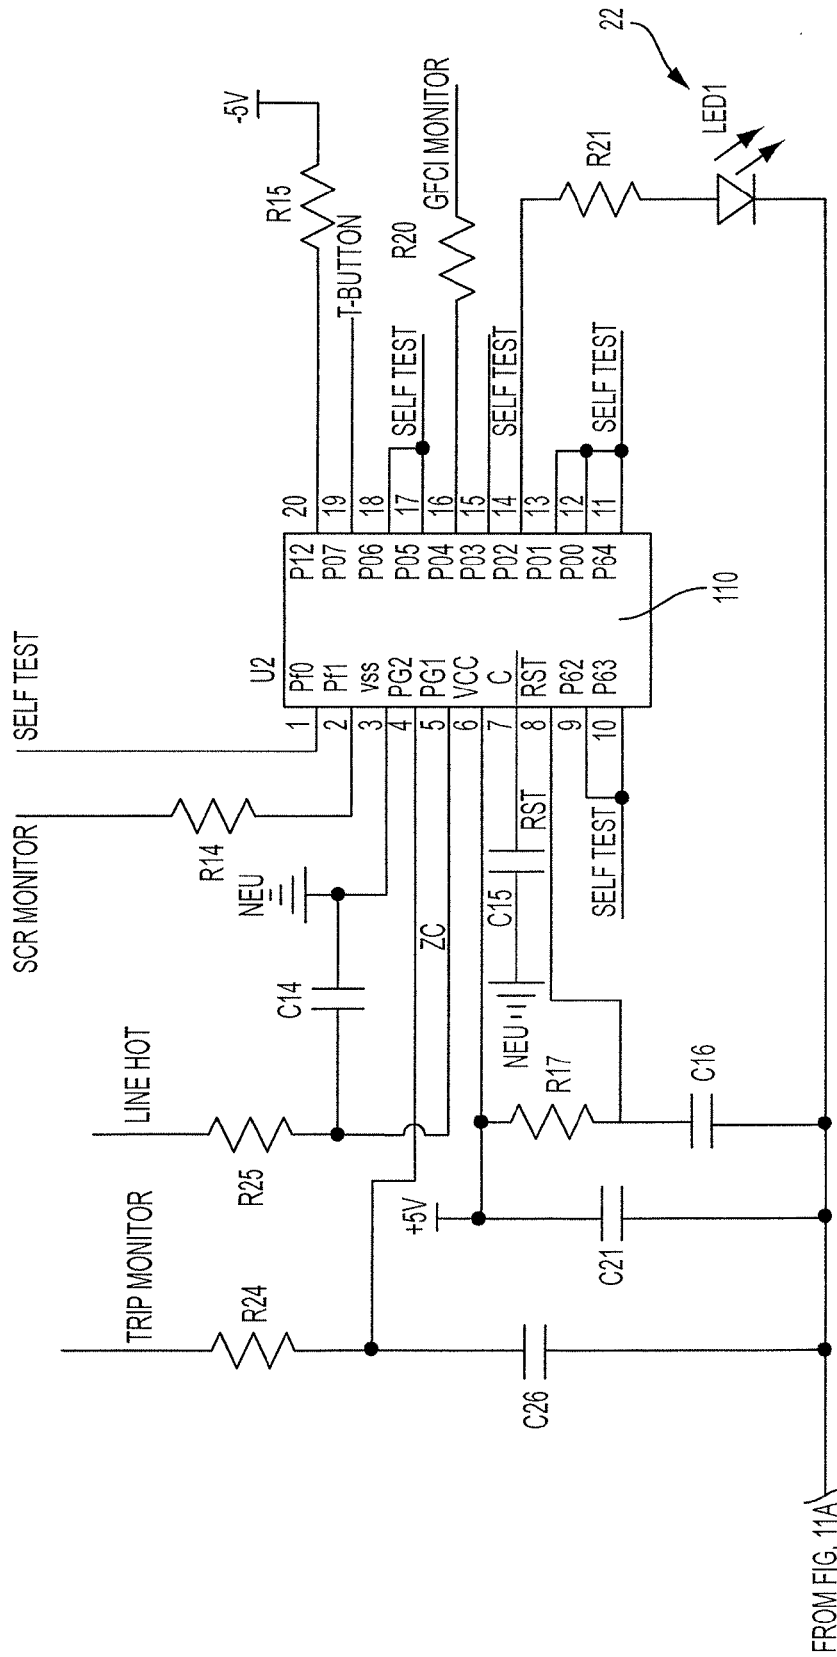 22
-5V
R15
T-BUTTON
GFCI MONITOR
R20
SELF TEST
SELF TEST
SELF TEST
R21
LED1
20
19
18
17
16
15
14
13
12
11
P12
P07
P06
P05
P04
P03
P02
P01
P00
P64
110
U2
Pf0
Pf1
vss
PG2
PG1
VCC
C
RST
P62
P63
1
2
3
4
5
6
7
8
9
10
SELF TEST
SCR MONITOR
R14
NEU
C14
ZC
LINE HOT
R25
RST
C15
NEU
SELF TEST
R17
C16
+5V
C21
TRIP MONITOR
R24
C26
FROM FIG. 11A